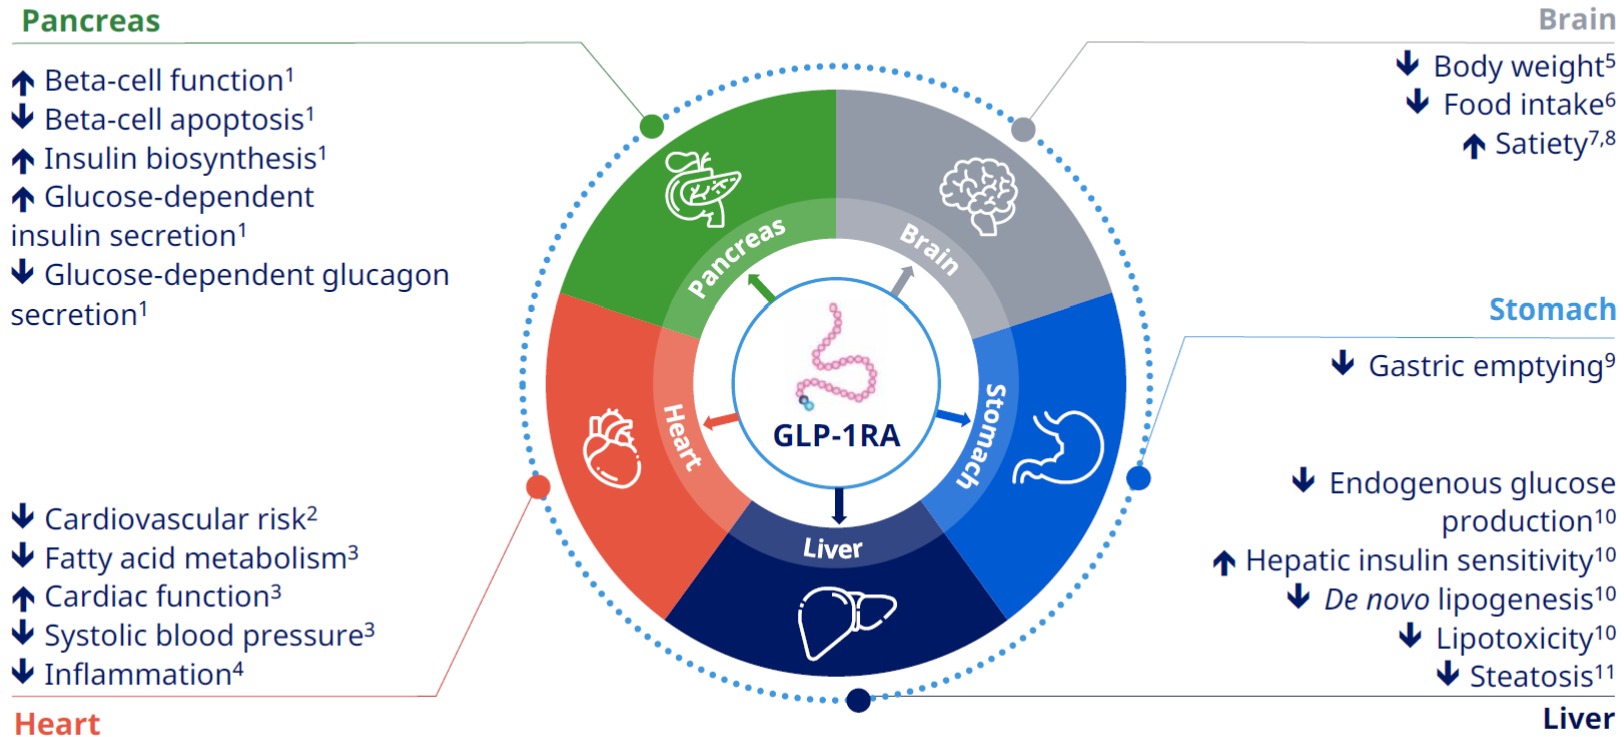 Pancreas
↑ Beta-cell function¹
↓ Beta-cell apoptosis¹
↑ Insulin biosynthesis¹
↑ Glucose-dependent
insulin secretion¹
↓ Glucose-dependent glucagon
secretion¹
Brain
↓ Body weight⁵
↓ Food intake⁶
↑ Satiety⁷,⁸
Stomach
↓ Gastric emptying⁹
Pancreas
Brain
Stomach
Liver
Heart
GLP-1RA
↓ Cardiovascular risk²
↓ Fatty acid metabolism³
↑ Cardiac function³
↓ Systolic blood pressure³
↓ Inflammation⁴
Heart
↓ Endogenous glucose
production¹⁰
↑ Hepatic insulin sensitivity¹⁰
↓ De novo lipogenesis¹⁰
↓ Lipotoxicity¹⁰
↓ Steatosis¹¹
Liver